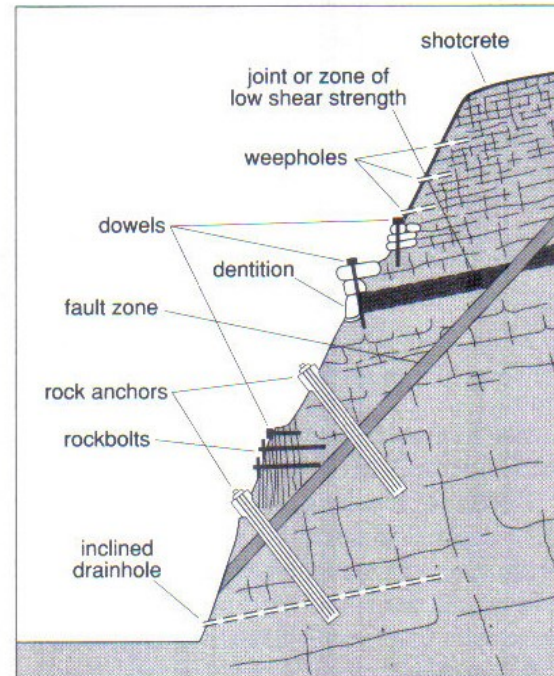 shotcrete
joint or zone of
low shear strength
weepholes
dowels
dentition
fault zone
rock anchors
rockbolts
inclined
drainhole